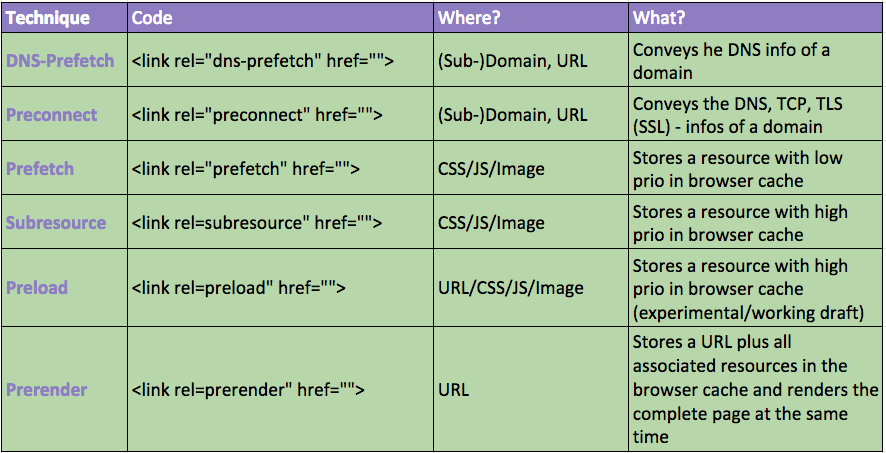 Technique Code Where? What?
DNS-Prefetch <link rel="dns-prefetch" href=""> (Sub-)Domain, URL Conveys he DNS info of a
domain
Preconnect <link rel="preconnect" href=""> (Sub-)Domain, URL Conveys the DNS, TCP, TLS
(SSL) - infos of a domain
Prefetch <link rel="prefetch" href=""> CSS/JS/Image Stores a resource with low
prio in browser cache
Subresource <link rel=subresource" href=""> CSS/JS/Image Stores a resource with high
prio in browser cache
Preload <link rel=preload" href=""> URL/CSS/JS/Image Stores a resource with high
prio in browser cache
(experimental/working draft)
Prerender <link rel=prerender" href=""> URL Stores a URL plus all
associated resources in the
browser cache and renders the
complete page at the same
time